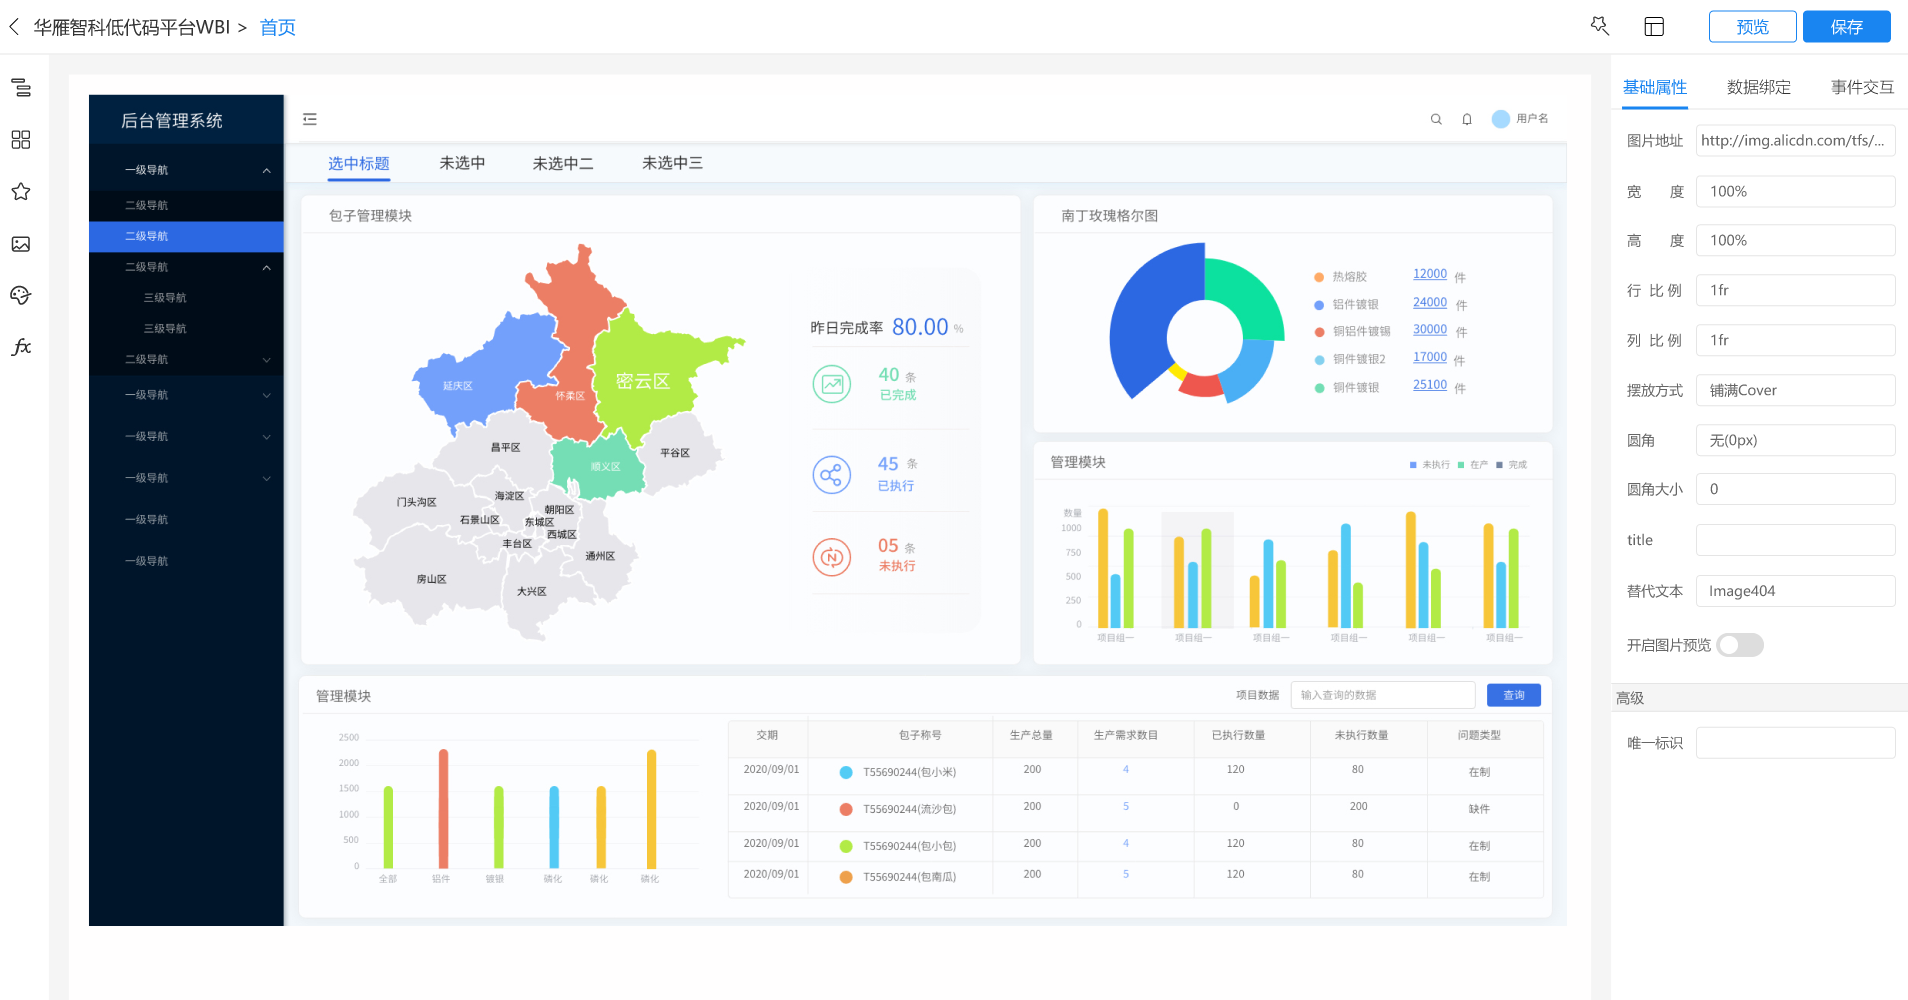 华雁智科低代码平台WBI > 首页
预览
保存
后台管理系统
一级导航
二级导航
二级导航
二级导航
三级导航
三级导航
二级导航
一级导航
一级导航
一级导航
一级导航
一级导航
用户名
选中标题 未选中 未选中二 未选中三
包子管理模块
延庆区
怀柔区
密云区
昌平区
顺义区
平谷区
门头沟区
海淀区
朝阳区
石景山区
东城区
西城区
丰台区
通州区
房山区
大兴区
昨日完成率 80.00 %
40 条
已完成
45 条
已执行
05 条
未执行
南丁玫瑰格尔图
热熔胶 12000 件
铝件镀银 24000 件
铜铝件镀锡 30000 件
铜件镀银2 17000 件
铜件镀银 25100 件
管理模块
未执行 在产 完成
数量
1000
750
500
250
0
项目组一 项目组一 项目组一 项目组一 项目组一 项目组一
管理模块
项目数据 输入查询的数据 查询
2500
2000
1500
1000
500
0
全部 铝件 镀银 磷化 磷化 磷化
交期 包子称号 生产总量 生产需求数目 已执行数量 未执行数量 问题类型
2020/09/01 T55690244(包小米) 200 4 120 80 在制
2020/09/01 T55690244(流沙包) 200 5 0 200 缺件
2020/09/01 T55690244(包小包) 200 4 120 80 在制
2020/09/01 T55690244(包南瓜) 200 5 120 80 在制
基础属性 数据绑定 事件交互
图片地址 http://img.alicdn.com/tfs/...
宽 度 100%
高 度 100%
行 比 例 1fr
列 比 例 1fr
摆放方式 铺满Cover
圆角 无(0px)
圆角大小 0
title
替代文本 Image404
开启图片预览
高级
唯一标识